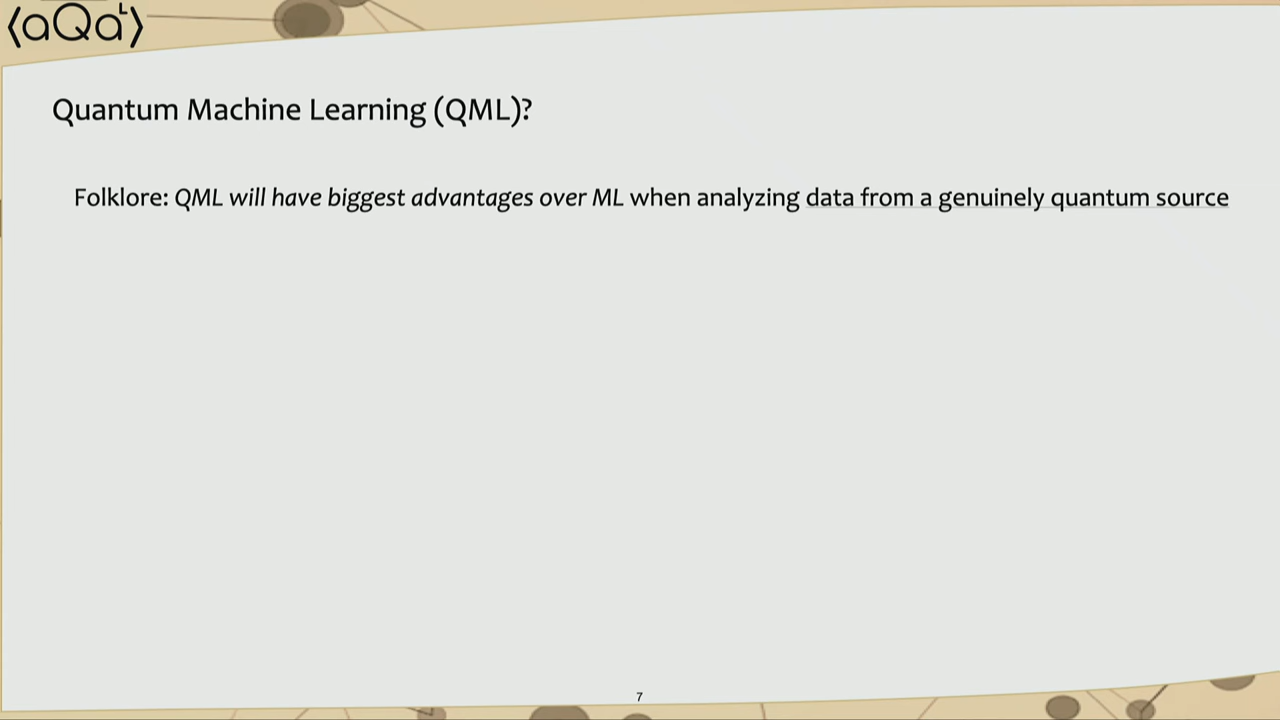 ⟨aQaᴸ⟩
Quantum Machine Learning (QML)?
Folklore: QML will have biggest advantages over ML when analyzing data from a genuinely quantum source
7